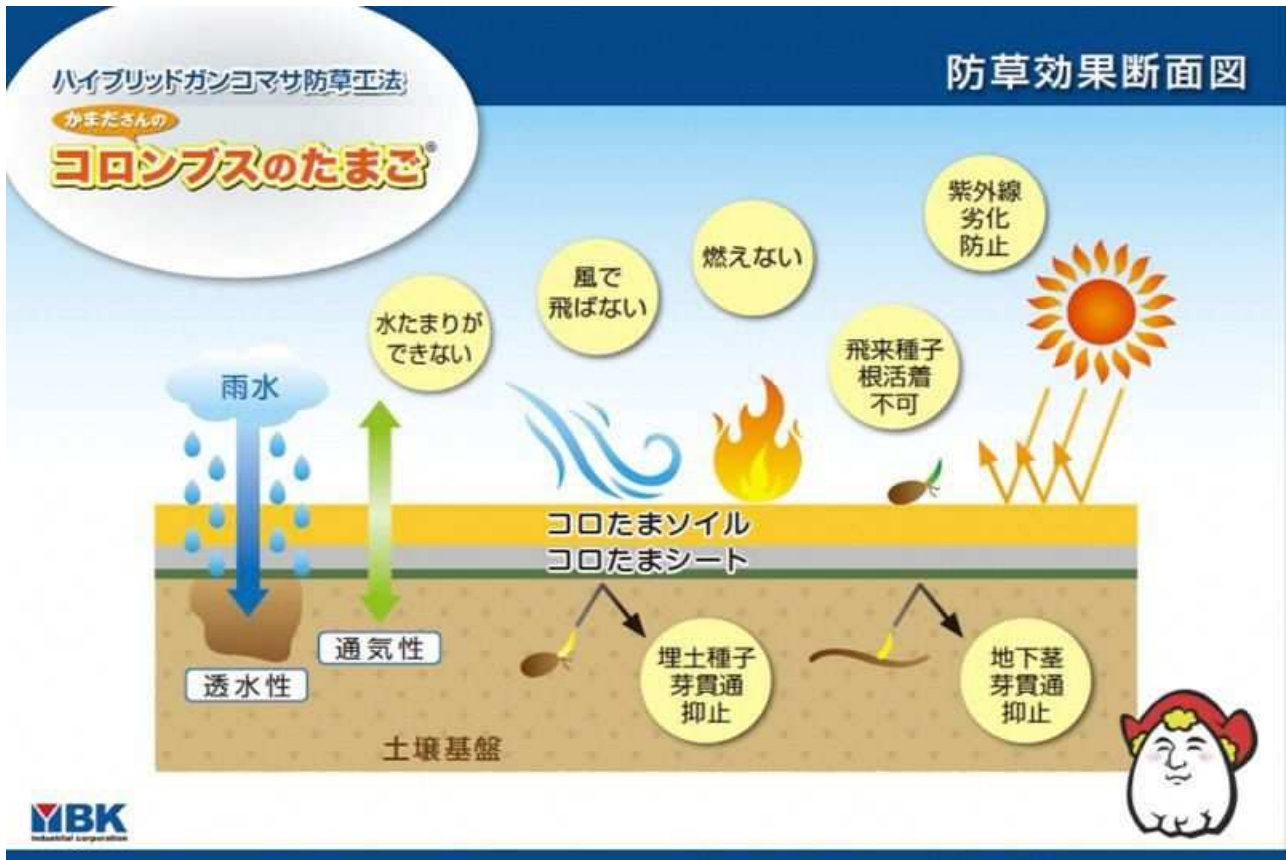 ハイブリッドガンコマサ防草工法
かまださんの
コロンブスのたまご®
防草効果断面図
紫外線
劣化
防止
燃えない
風で
飛ばない
水たまりが
できない
飛来種子
根活着
不可
雨水
コロたまソイル
コロたまシート
通気性
透水性
埋土種子
芽貫通
抑止
地下茎
芽貫通
抑止
土壌基盤
YBK
Industrial corporation